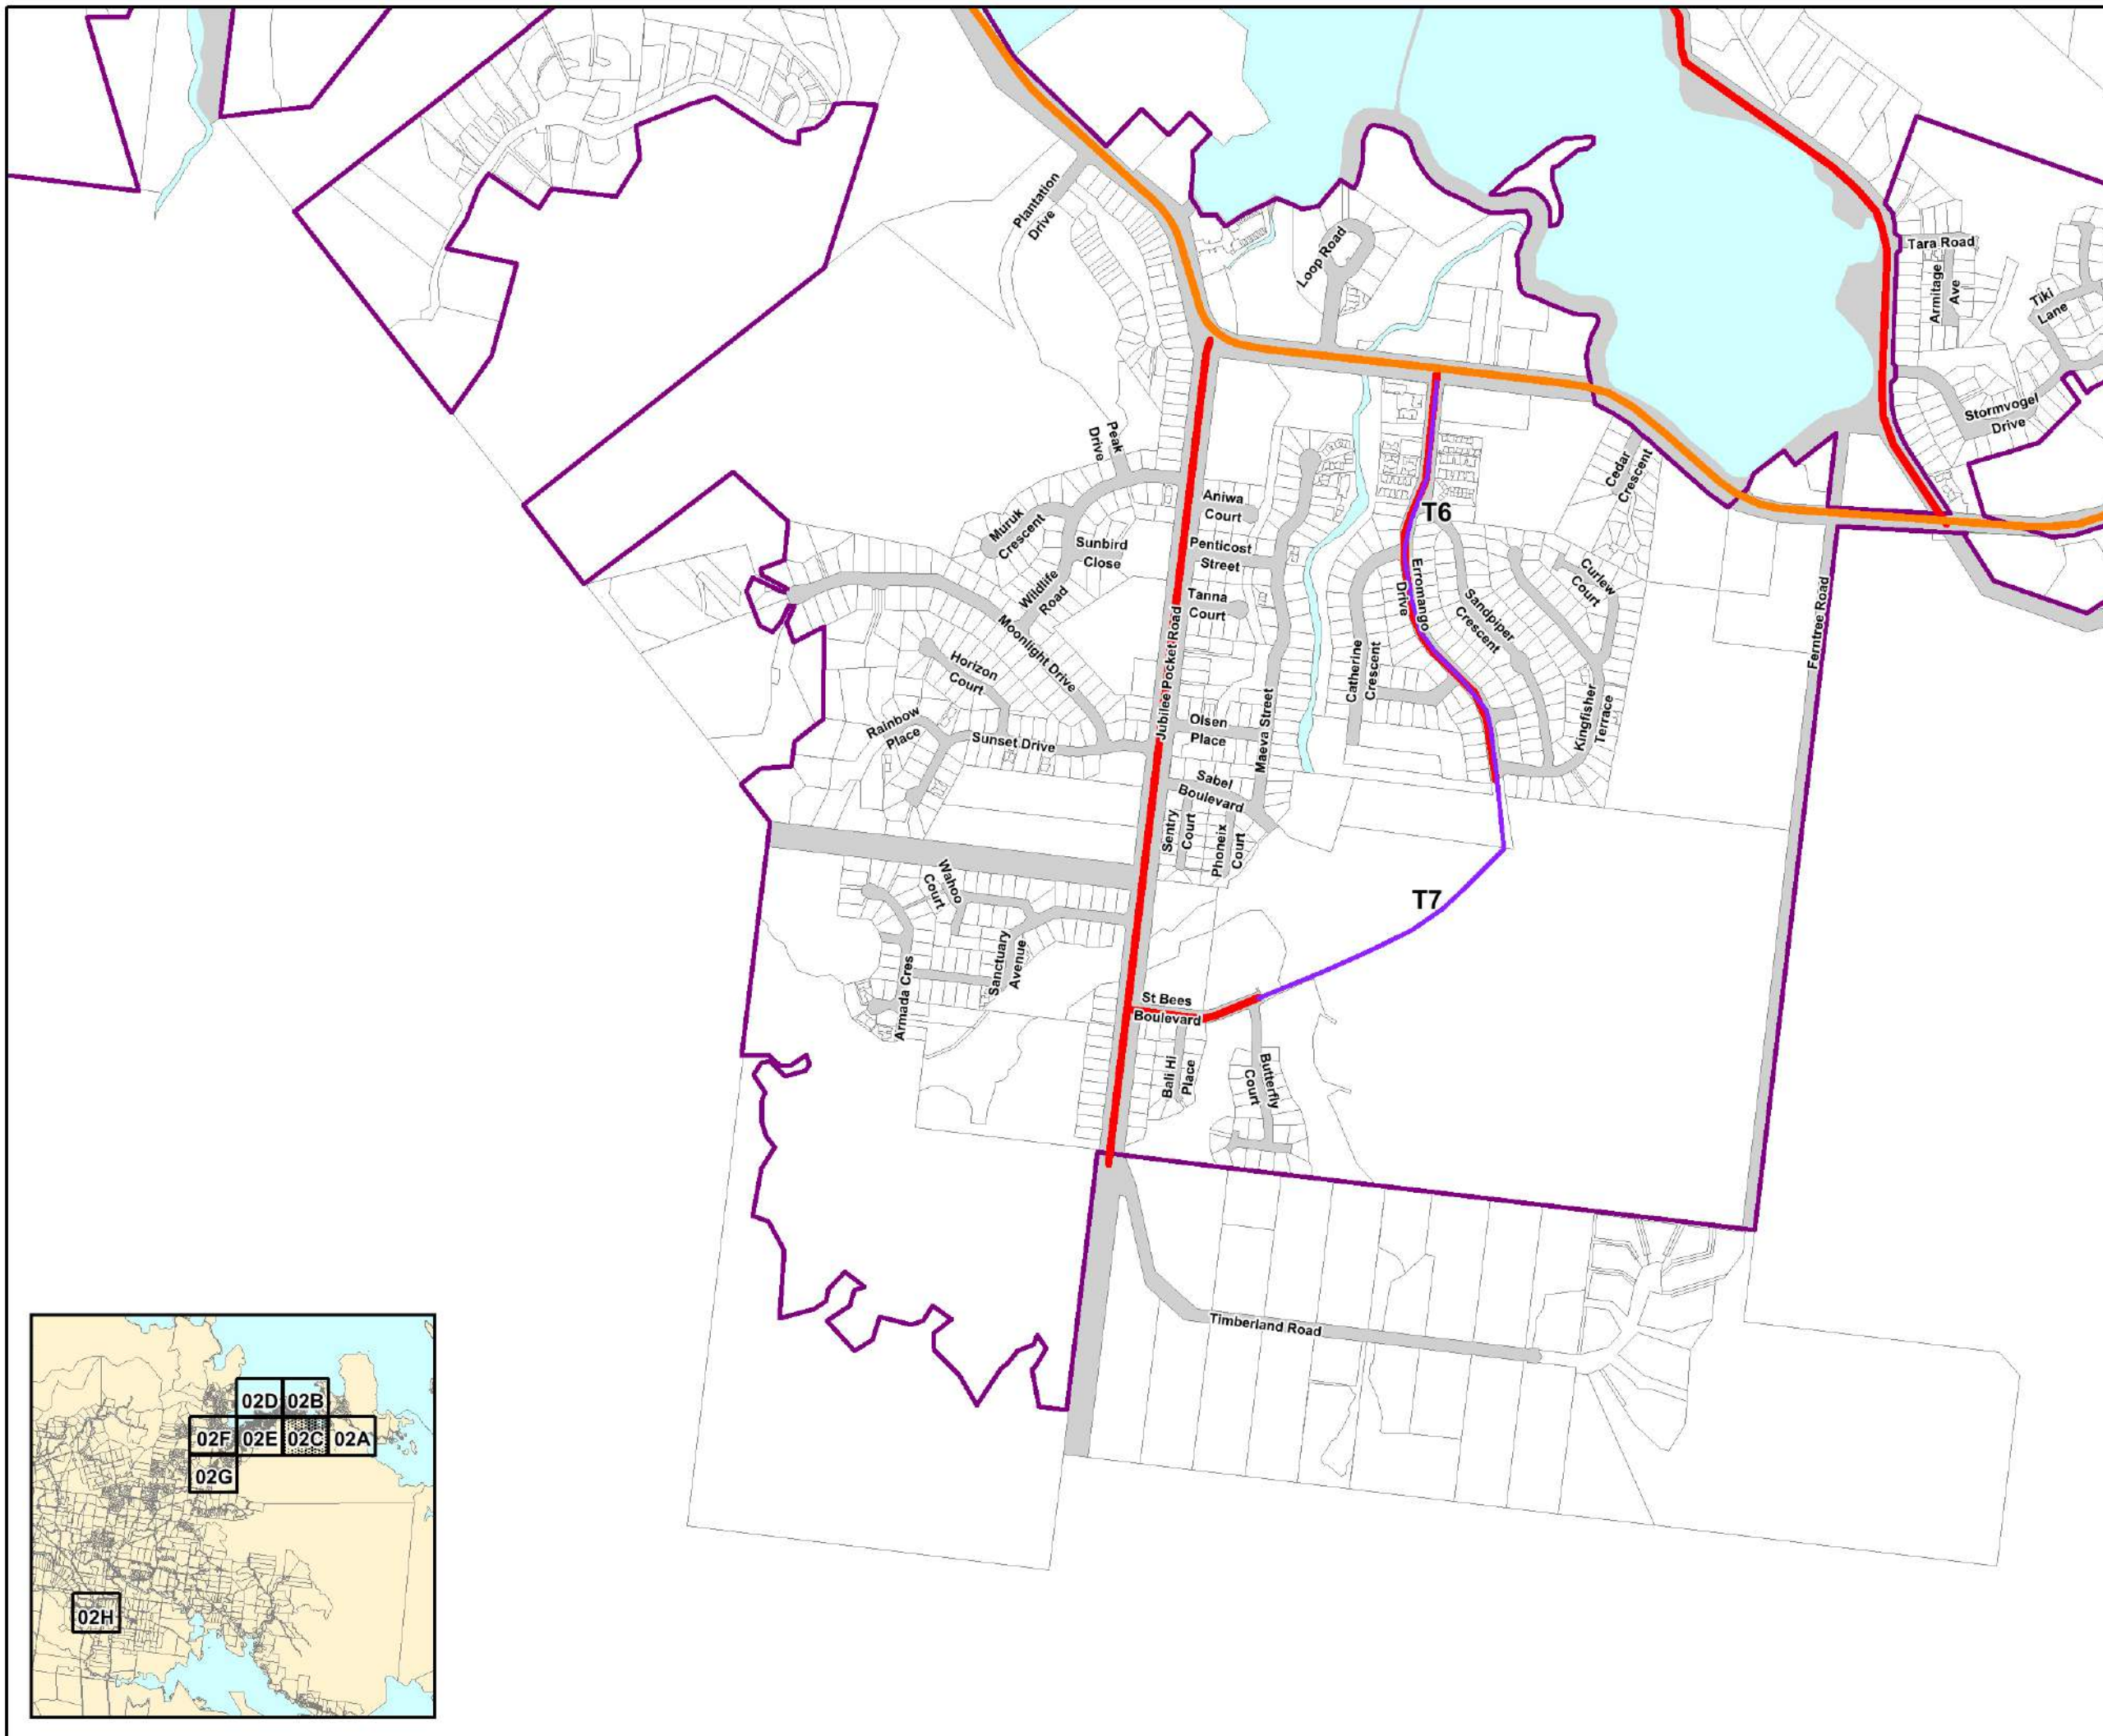 Plantation
Drive
Loop Road
Tara Road
Armitage
Ave
Tiki
Lane
Stormvogel
Drive
Peak
Drive
Cedar
Crescent
Aniwa
Court
T6
Muruk
Crescent
Sunbird
Close
Penticost
Street
Wildlife
Road
Tanna
Court
Erromango
Drive
Curlew
Court
Sandpiper
Crescent
Ferntree Road
Moonlight Drive
Jubilee Pocket Road
Horizon
Court
Catherine
Crescent
Kingfisher
Terrace
Rainbow
Place
Sunset Drive
Olsen
Place
Maeva Street
Sabel
Boulevard
Sentry
Court
Phoneix
Court
Wahoo
Court
T7
Sanctuary
Avenue
Armada Cres
St Bees
Boulevard
Bali Hi
Place
Butterfly
Court
Timberland Road
02D
02B
02F
02E
02C
02A
02G
02H